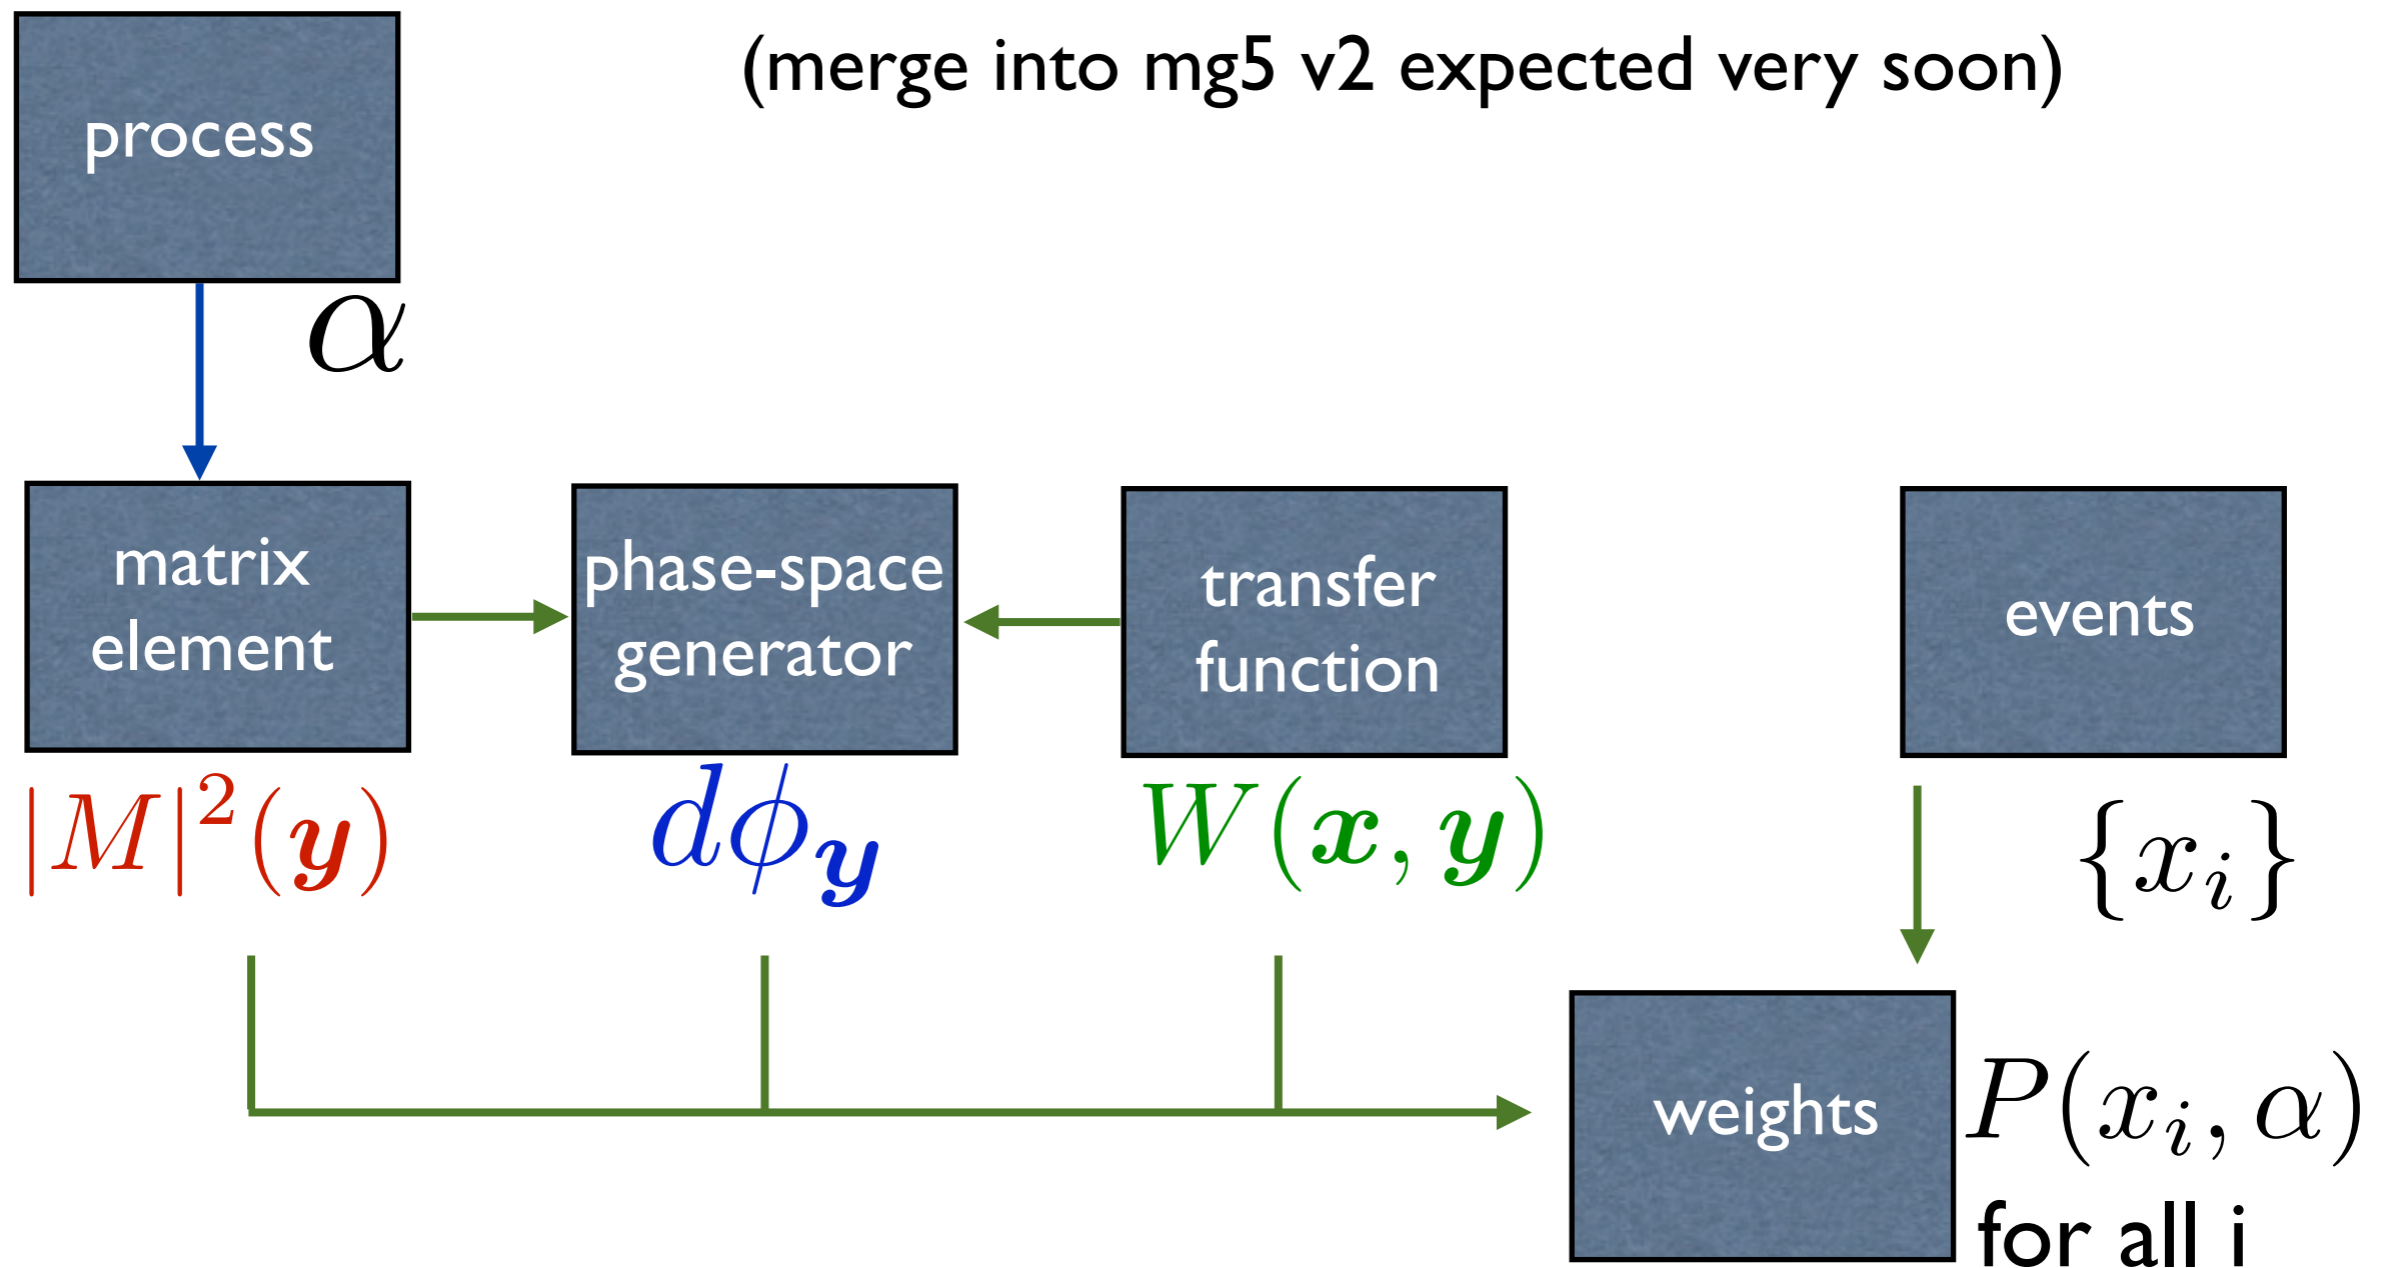 (merge into mg5 v2 expected very soon)
process
α
matrix
element
phase-space
generator
transfer
function
events
|M|²(y)
dϕ_y
W(x, y)
{x_i}
weights
P(x_i, α)
for all i